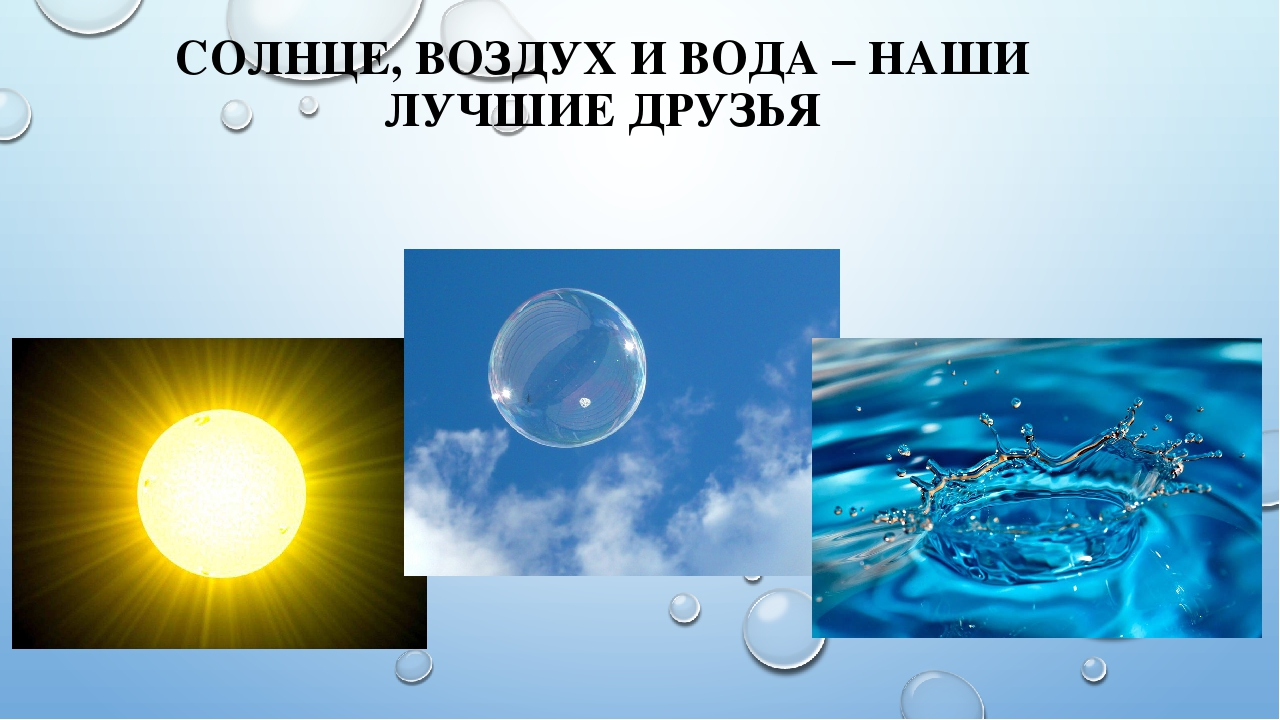 СОЛНЦЕ, ВОЗДУХ И ВОДА – НАШИ
ЛУЧШИЕ ДРУЗЬЯ